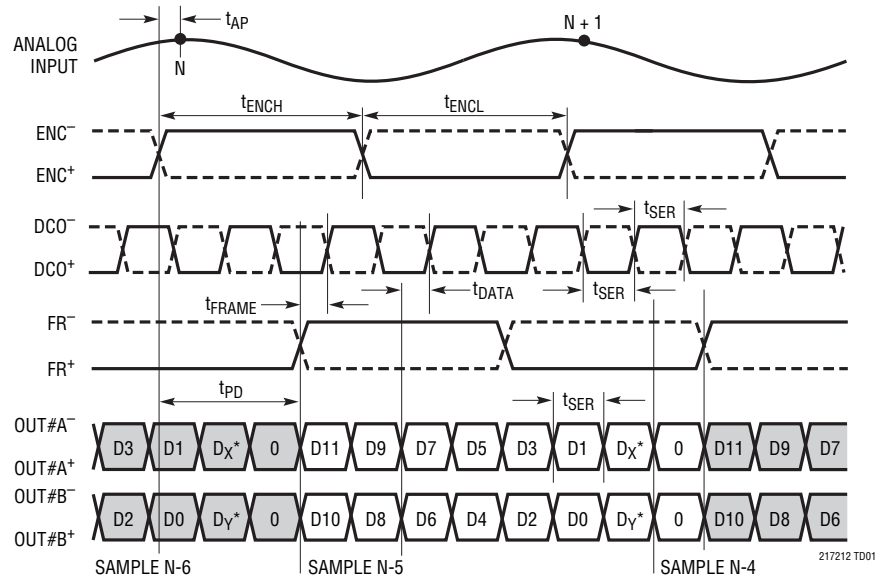 tAP
N + 1
ANALOG
INPUT
N
tENCH
tENCL
ENC–
ENC+
tSER
DCO–
DCO+
tFRAME
tDATA
tSER
FR–
FR+
tPD
tSER
OUT#A–
D3 D1 DX* 0 D11 D9 D7 D5 D3 D1 DX* 0 D11 D9 D7
OUT#A+
OUT#B–
D2 D0 DY* 0 D10 D8 D6 D4 D2 D0 DY* 0 D10 D8 D6
OUT#B+
SAMPLE N-6
SAMPLE N-5
SAMPLE N-4
217212 TD01